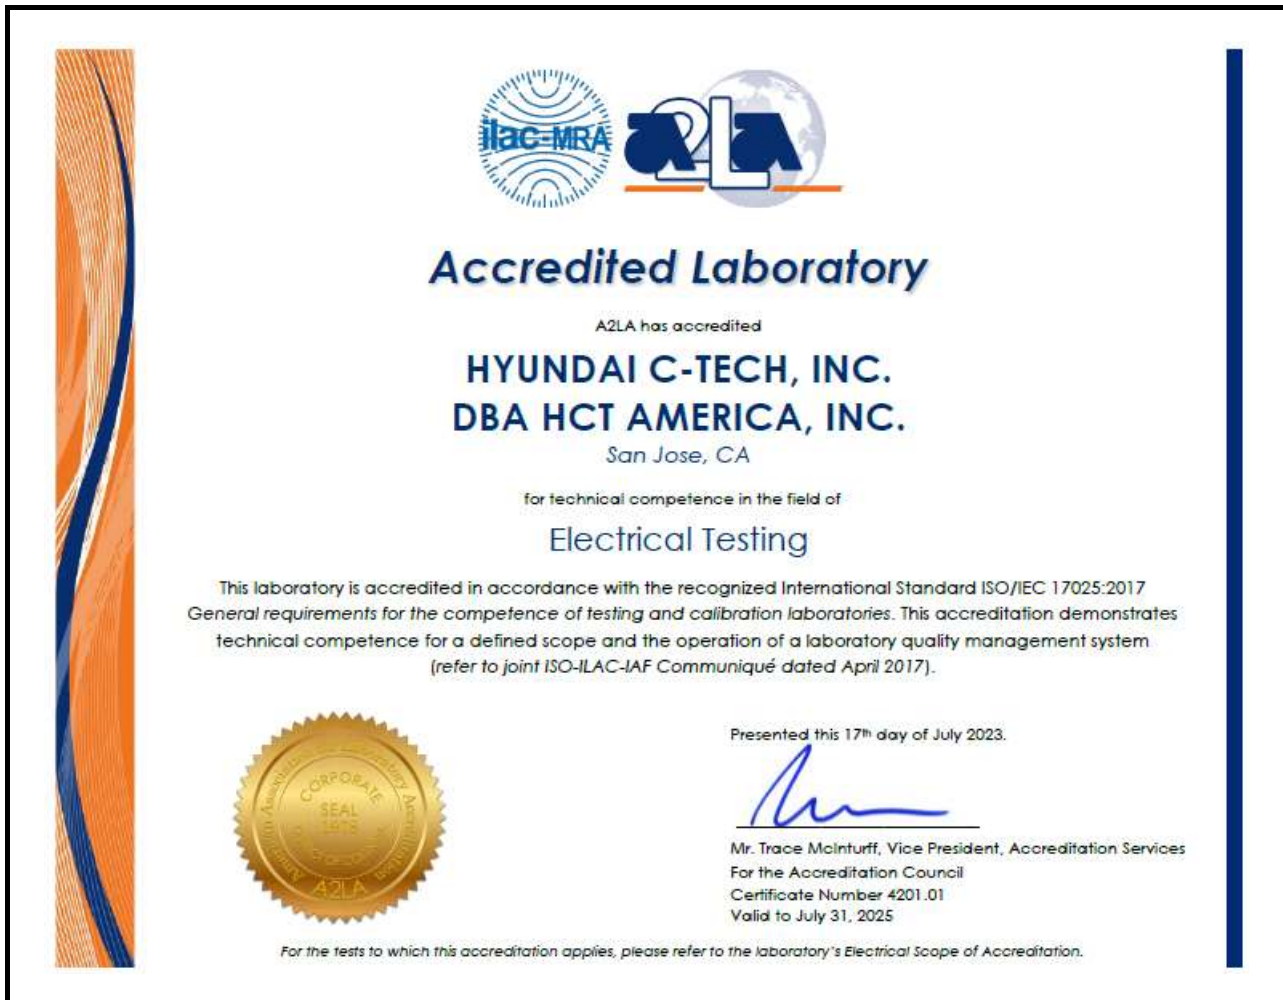 ilac-MRA
A2LA
Accredited Laboratory
A2LA has accredited
HYUNDAI C-TECH, INC.
DBA HCT AMERICA, INC.
San Jose, CA
for technical competence in the field of
Electrical Testing
This laboratory is accredited in accordance with the recognized International Standard ISO/IEC 17025:2017
General requirements for the competence of testing and calibration laboratories. This accreditation demonstrates
technical competence for a defined scope and the operation of a laboratory quality management system
(refer to joint ISO-ILAC-IAF Communiqué dated April 2017).
American Association for Laboratory Accreditation
CORPORATE
SEAL
1978
A2LA
Presented this 17th day of July 2023.
Mr. Trace McInturff, Vice President, Accreditation Services
For the Accreditation Council
Certificate Number 4201.01
Valid to July 31, 2025
For the tests to which this accreditation applies, please refer to the laboratory's Electrical Scope of Accreditation.